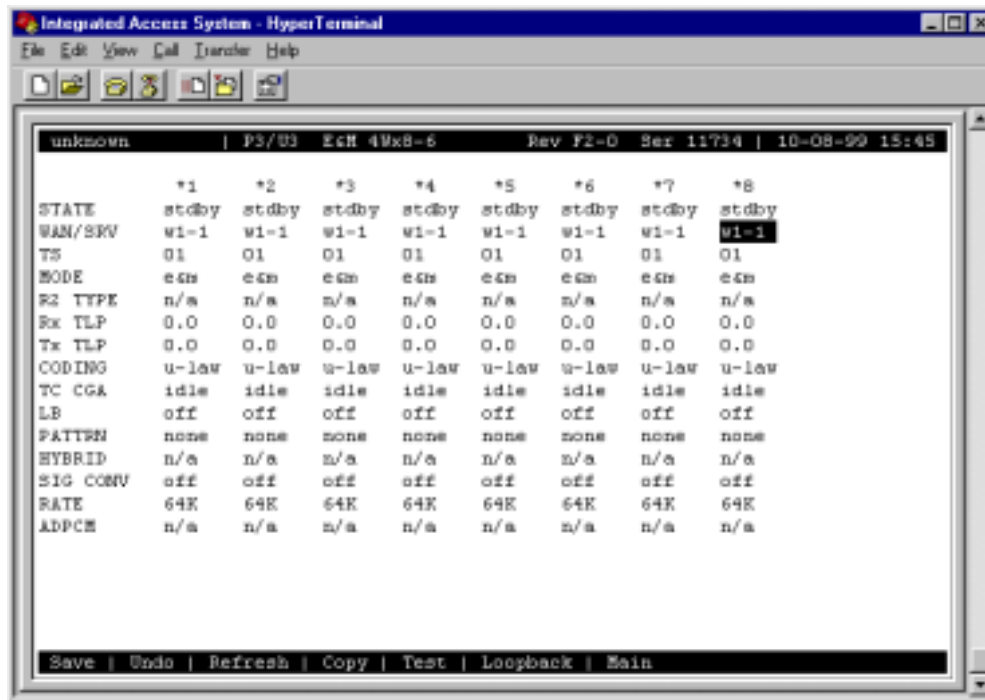 Integrated Access System - HyperTerminal
File Edit View Call Transfer Help
unknown | P3/U3 E&M 4Wx8-6 Rev F2-0 Ser 11734 | 10-08-99 15:45
*1 *2 *3 *4 *5 *6 *7 *8
STATE stdby stdby stdby stdby stdby stdby stdby stdby
WAN/SRV w1-1 w1-1 w1-1 w1-1 w1-1 w1-1 w1-1 w1-1
TS 01 01 01 01 01 01 01 01
MODE e&m e&m e&m e&m e&m e&m e&m e&m
R2 TYPE n/a n/a n/a n/a n/a n/a n/a n/a
Rx TLP 0.0 0.0 0.0 0.0 0.0 0.0 0.0 0.0
Tx TLP 0.0 0.0 0.0 0.0 0.0 0.0 0.0 0.0
CODING u-law u-law u-law u-law u-law u-law u-law u-law
TC CGA idle idle idle idle idle idle idle idle
LB off off off off off off off off
PATTRN none none none none none none none none
HYBRID n/a n/a n/a n/a n/a n/a n/a n/a
SIG CONV off off off off off off off off
RATE 64K 64K 64K 64K 64K 64K 64K 64K
ADPCM n/a n/a n/a n/a n/a n/a n/a n/a
Save | Undo | Refresh | Copy | Test | Loopback | Main